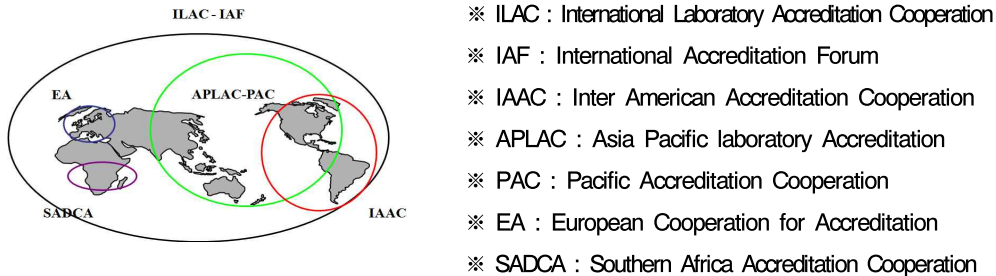 ILAC - IAF
EA
APLAC-PAC
SADCA
IAAC
※ ILAC : International Laboratory Accreditation Cooperation
※ IAF : International Accreditation Forum
※ IAAC : Inter American Accreditation Cooperation
※ APLAC : Asia Pacific laboratory Accreditation
※ PAC : Pacific Accreditation Cooperation
※ EA : European Cooperation for Accreditation
※ SADCA : Southern Africa Accreditation Cooperation